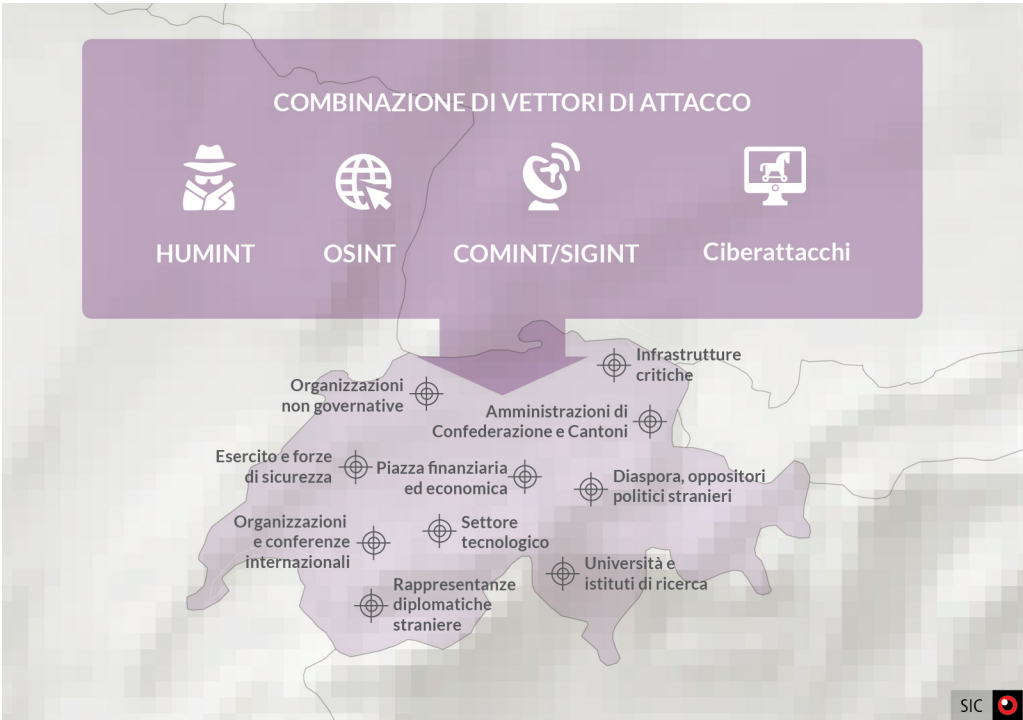 COMBINAZIONE DI VETTORI DI ATTACCO
HUMINT
OSINT
COMINT/SIGINT
Ciberattacchi
Infrastrutture
critiche
Organizzazioni
non governative
Amministrazioni di
Confederazione e Cantoni
Esercito e forze
di sicurezza
Piazza finanziaria
ed economica
Diaspora, oppositori
politici stranieri
Organizzazioni
e conferenze
internazionali
Settore
tecnologico
Università e
istituti di ricerca
Rappresentanze
diplomatiche
straniere
SIC